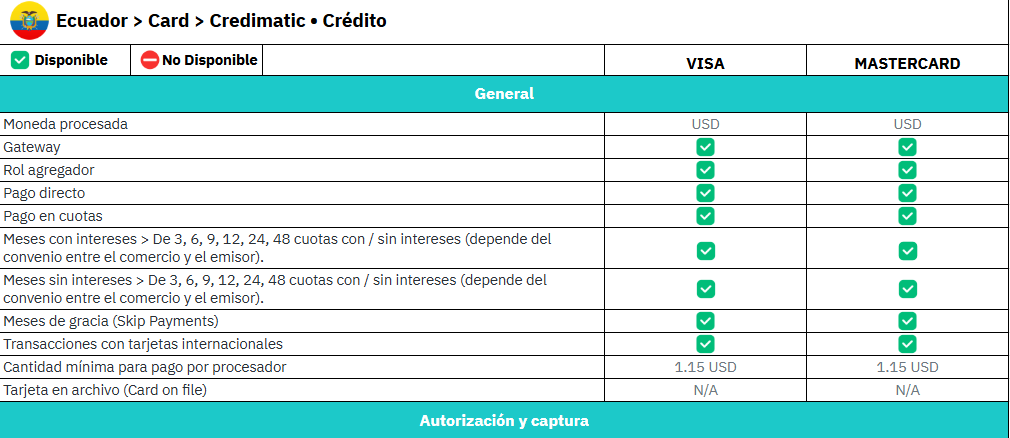 Ecuador > Card > Credimatic • Crédito
Disponible
No Disponible
VISA
MASTERCARD
General
Moneda procesada
USD
USD
Gateway
Rol agregador
Pago directo
Pago en cuotas
Meses con intereses > De 3, 6, 9, 12, 24, 48 cuotas con / sin intereses (depende del
convenio entre el comercio y el emisor).
Meses sin intereses > De 3, 6, 9, 12, 24, 48 cuotas con / sin intereses (depende del
convenio entre el comercio y el emisor).
Meses de gracia (Skip Payments)
Transacciones con tarjetas internacionales
Cantidad mínima para pago por procesador
1.15 USD
1.15 USD
Tarjeta en archivo (Card on file)
N/A
N/A
Autorización y captura